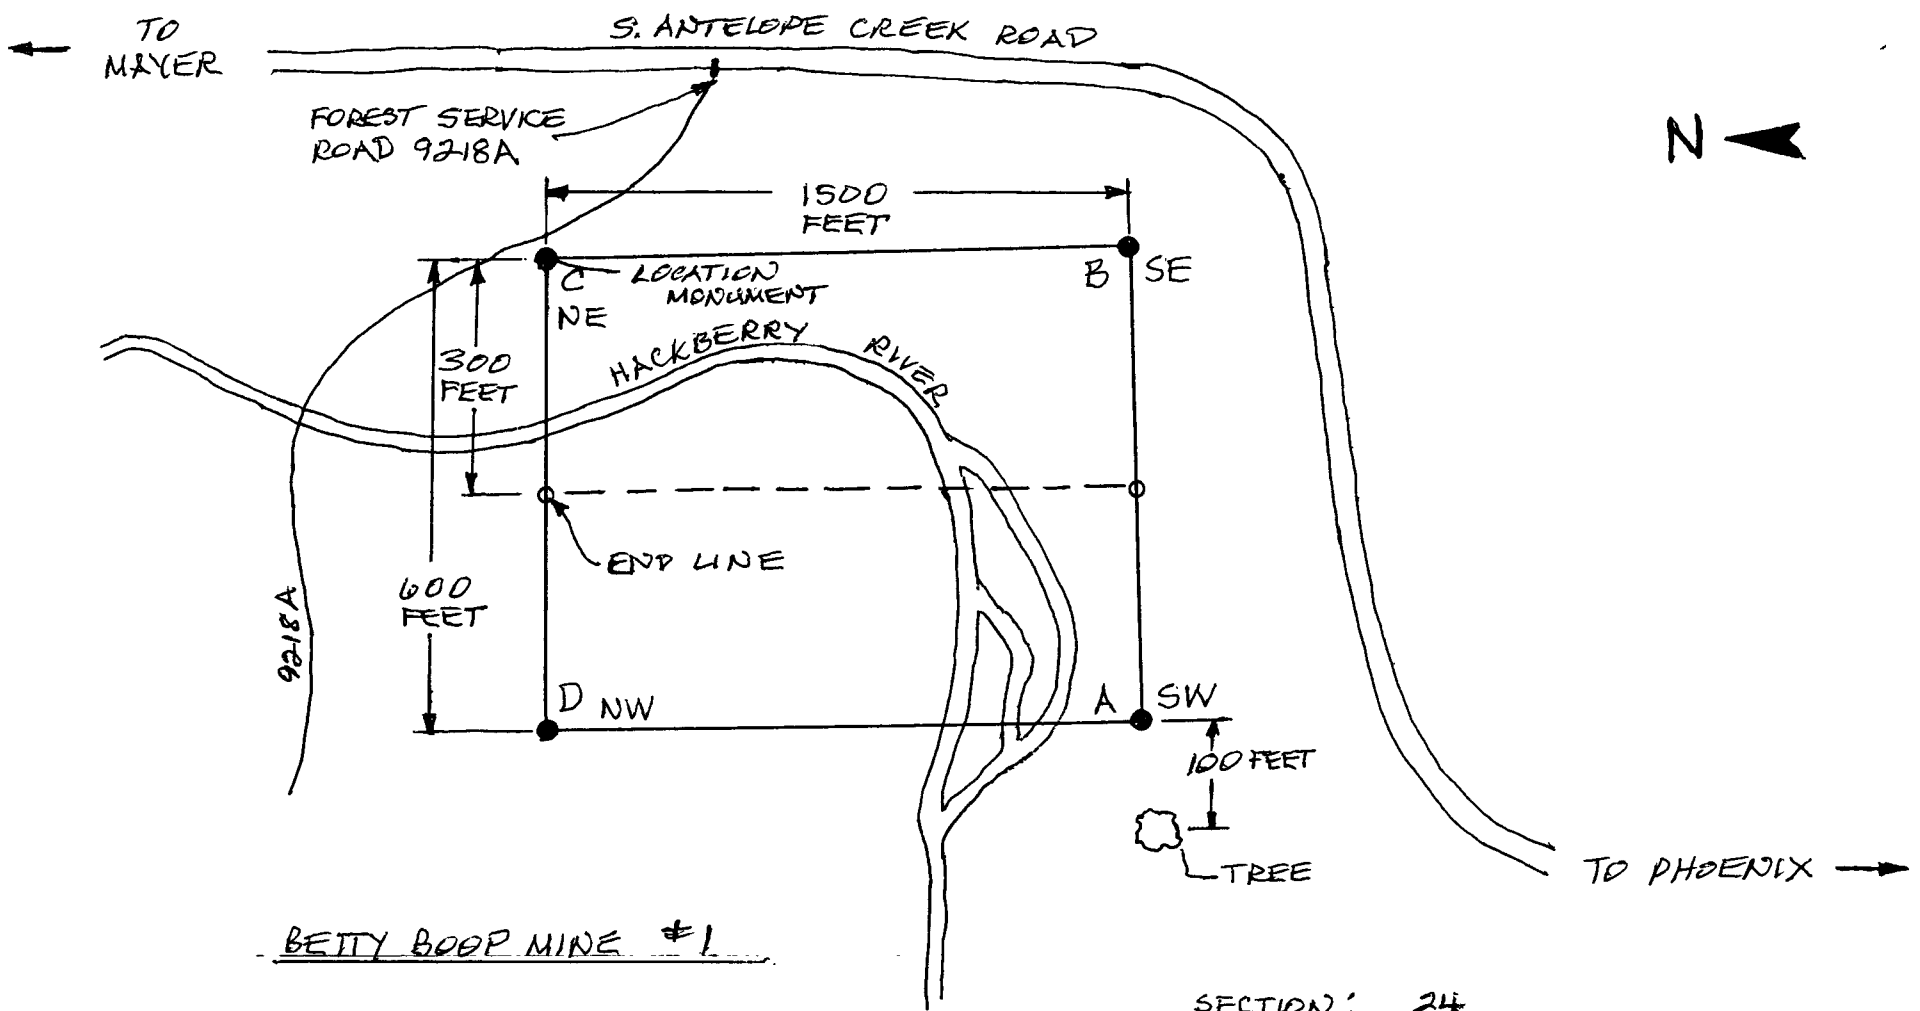 TO
MAYER
S. ANTELOPE CREEK ROAD
FOREST SERVICE
ROAD 9218A
N
1500
FEET
C
LOCATION
MONUMENT
NE
B
SE
HACKBERRY RIVER
300
FEET
END LINE
600
FEET
9218A
D
NW
A
SW
100 FEET
TREE
TO PHOENIX
BETTY BOOP MINE #1
SECTION: 24